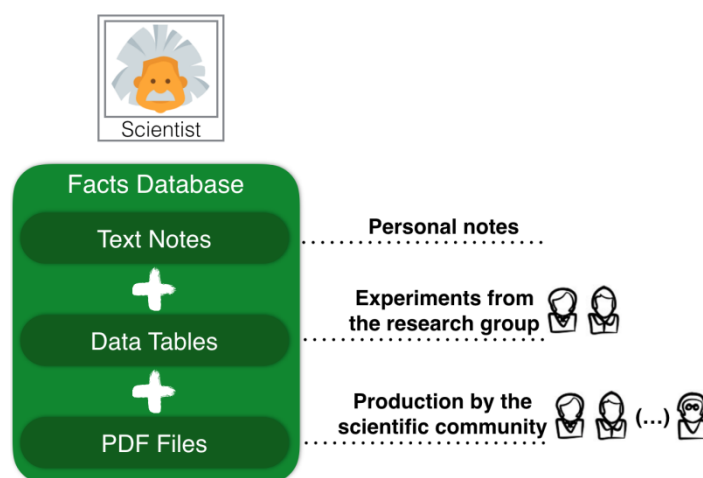 Scientist
Facts Database
Text Notes
Personal notes
Data Tables
Experiments from
the research group
PDF Files
Production by the
scientific community
(...)